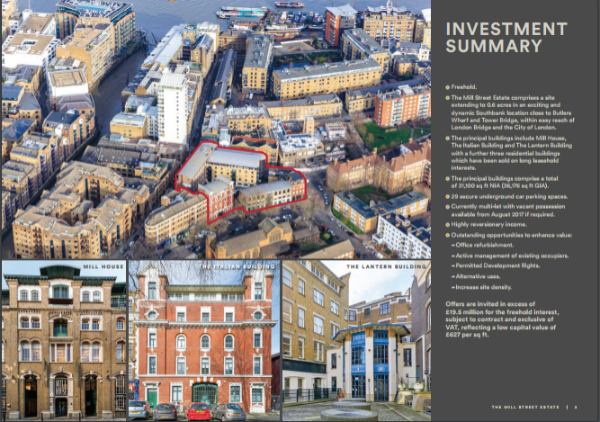 INVESTMENT
SUMMARY
Freehold.
The Mill Street Estate comprises a site
extending to 0.6 acres in an exciting and
dynamic Southbank location close to Butlers
Wharf and Tower Bridge, within easy reach of
London Bridge and the City of London.
The principal buildings include Mill House,
The Italian Building and The Lantern Building
with a further three residential buildings
which have been sold on long leasehold
interests.
The principal buildings comprise a total
of 31,100 sq ft NIA (38,176 sq ft GIA).
29 secure underground car parking spaces.
Currently multi-let with vacant possession
available from August 2017 if required.
Highly reversionary income.
Outstanding opportunities to enhance value:
– Office refurbishment.
– Active management of existing occupiers.
– Permitted Development Rights.
– Alternative uses.
– Increase site density.
Offers are invited in excess of
£19.5 million for the freehold interest,
subject to contract and exclusive of
VAT, reflecting a low capital value of
£627 per sq ft.
MILL HOUSE
THE ITALIAN BUILDING
THE LANTERN BUILDING
THE MILL STREET ESTATE |